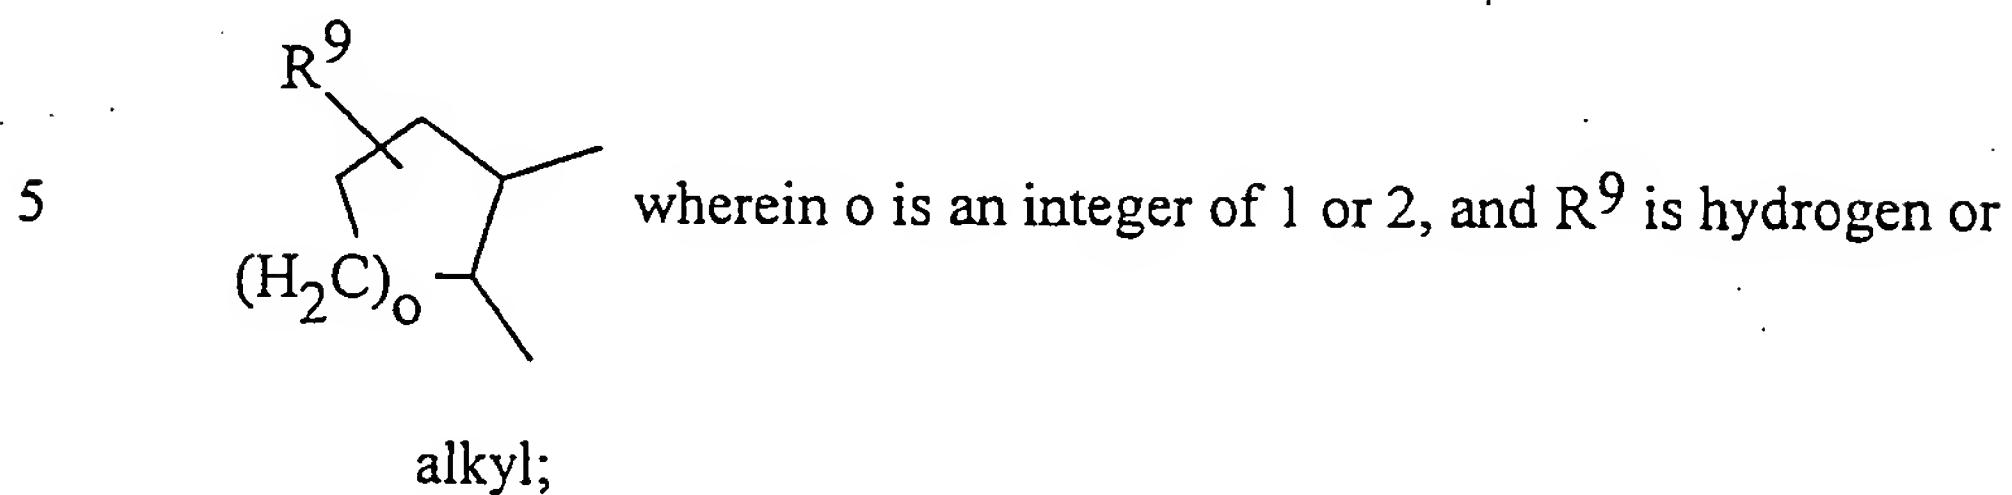 R9
5 wherein o is an integer of 1 or 2, and R9 is hydrogen or
(H2C)o
alkyl;